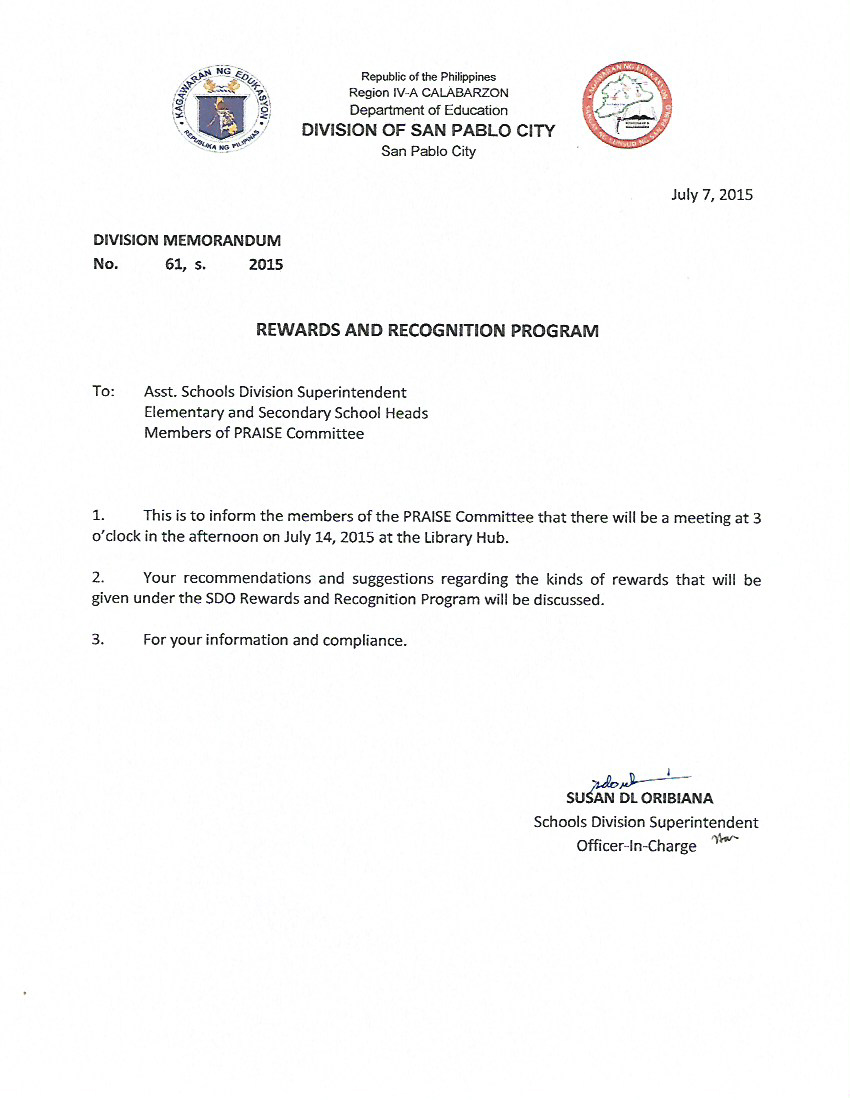 KAGAWARAN NG EDUKASYON
REPUBLIKA NG PILIPINAS
Republic of the Philippines
Region IV-A CALABARZON
Department of Education
DIVISION OF SAN PABLO CITY
San Pablo City
KAGAWARAN NG EDUKASYON
July 7, 2015
DIVISION MEMORANDUM
No. 61, s. 2015
REWARDS AND RECOGNITION PROGRAM
To: Asst. Schools Division Superintendent
Elementary and Secondary School Heads
Members of PRAISE Committee
1. This is to inform the members of the PRAISE Committee that there will be a meeting at 3
o'clock in the afternoon on July 14, 2015 at the Library Hub.
2. Your recommendations and suggestions regarding the kinds of rewards that will be
given under the SDO Rewards and Recognition Program will be discussed.
3. For your information and compliance.
SUSAN DL ORIBIANA
Schools Division Superintendent
Officer-In-Charge